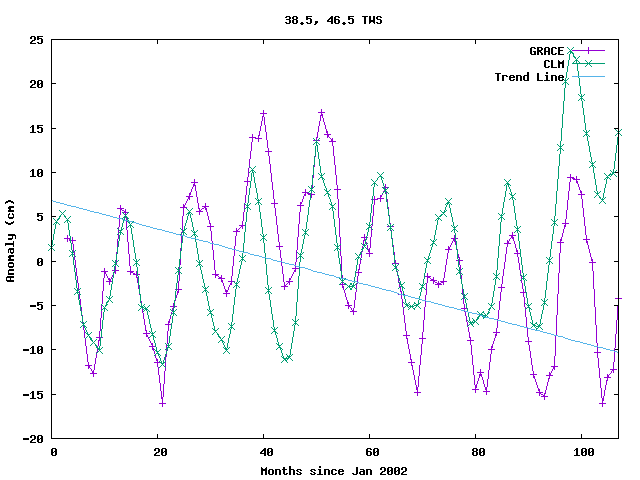 38.5, 46.5 TWS
GRACE
CLM
Trend Line
25
20
15
10
5
0
-5
-10
-15
-20
Anomaly (cm)
0 20 40 60 80 100
Months since Jan 2002